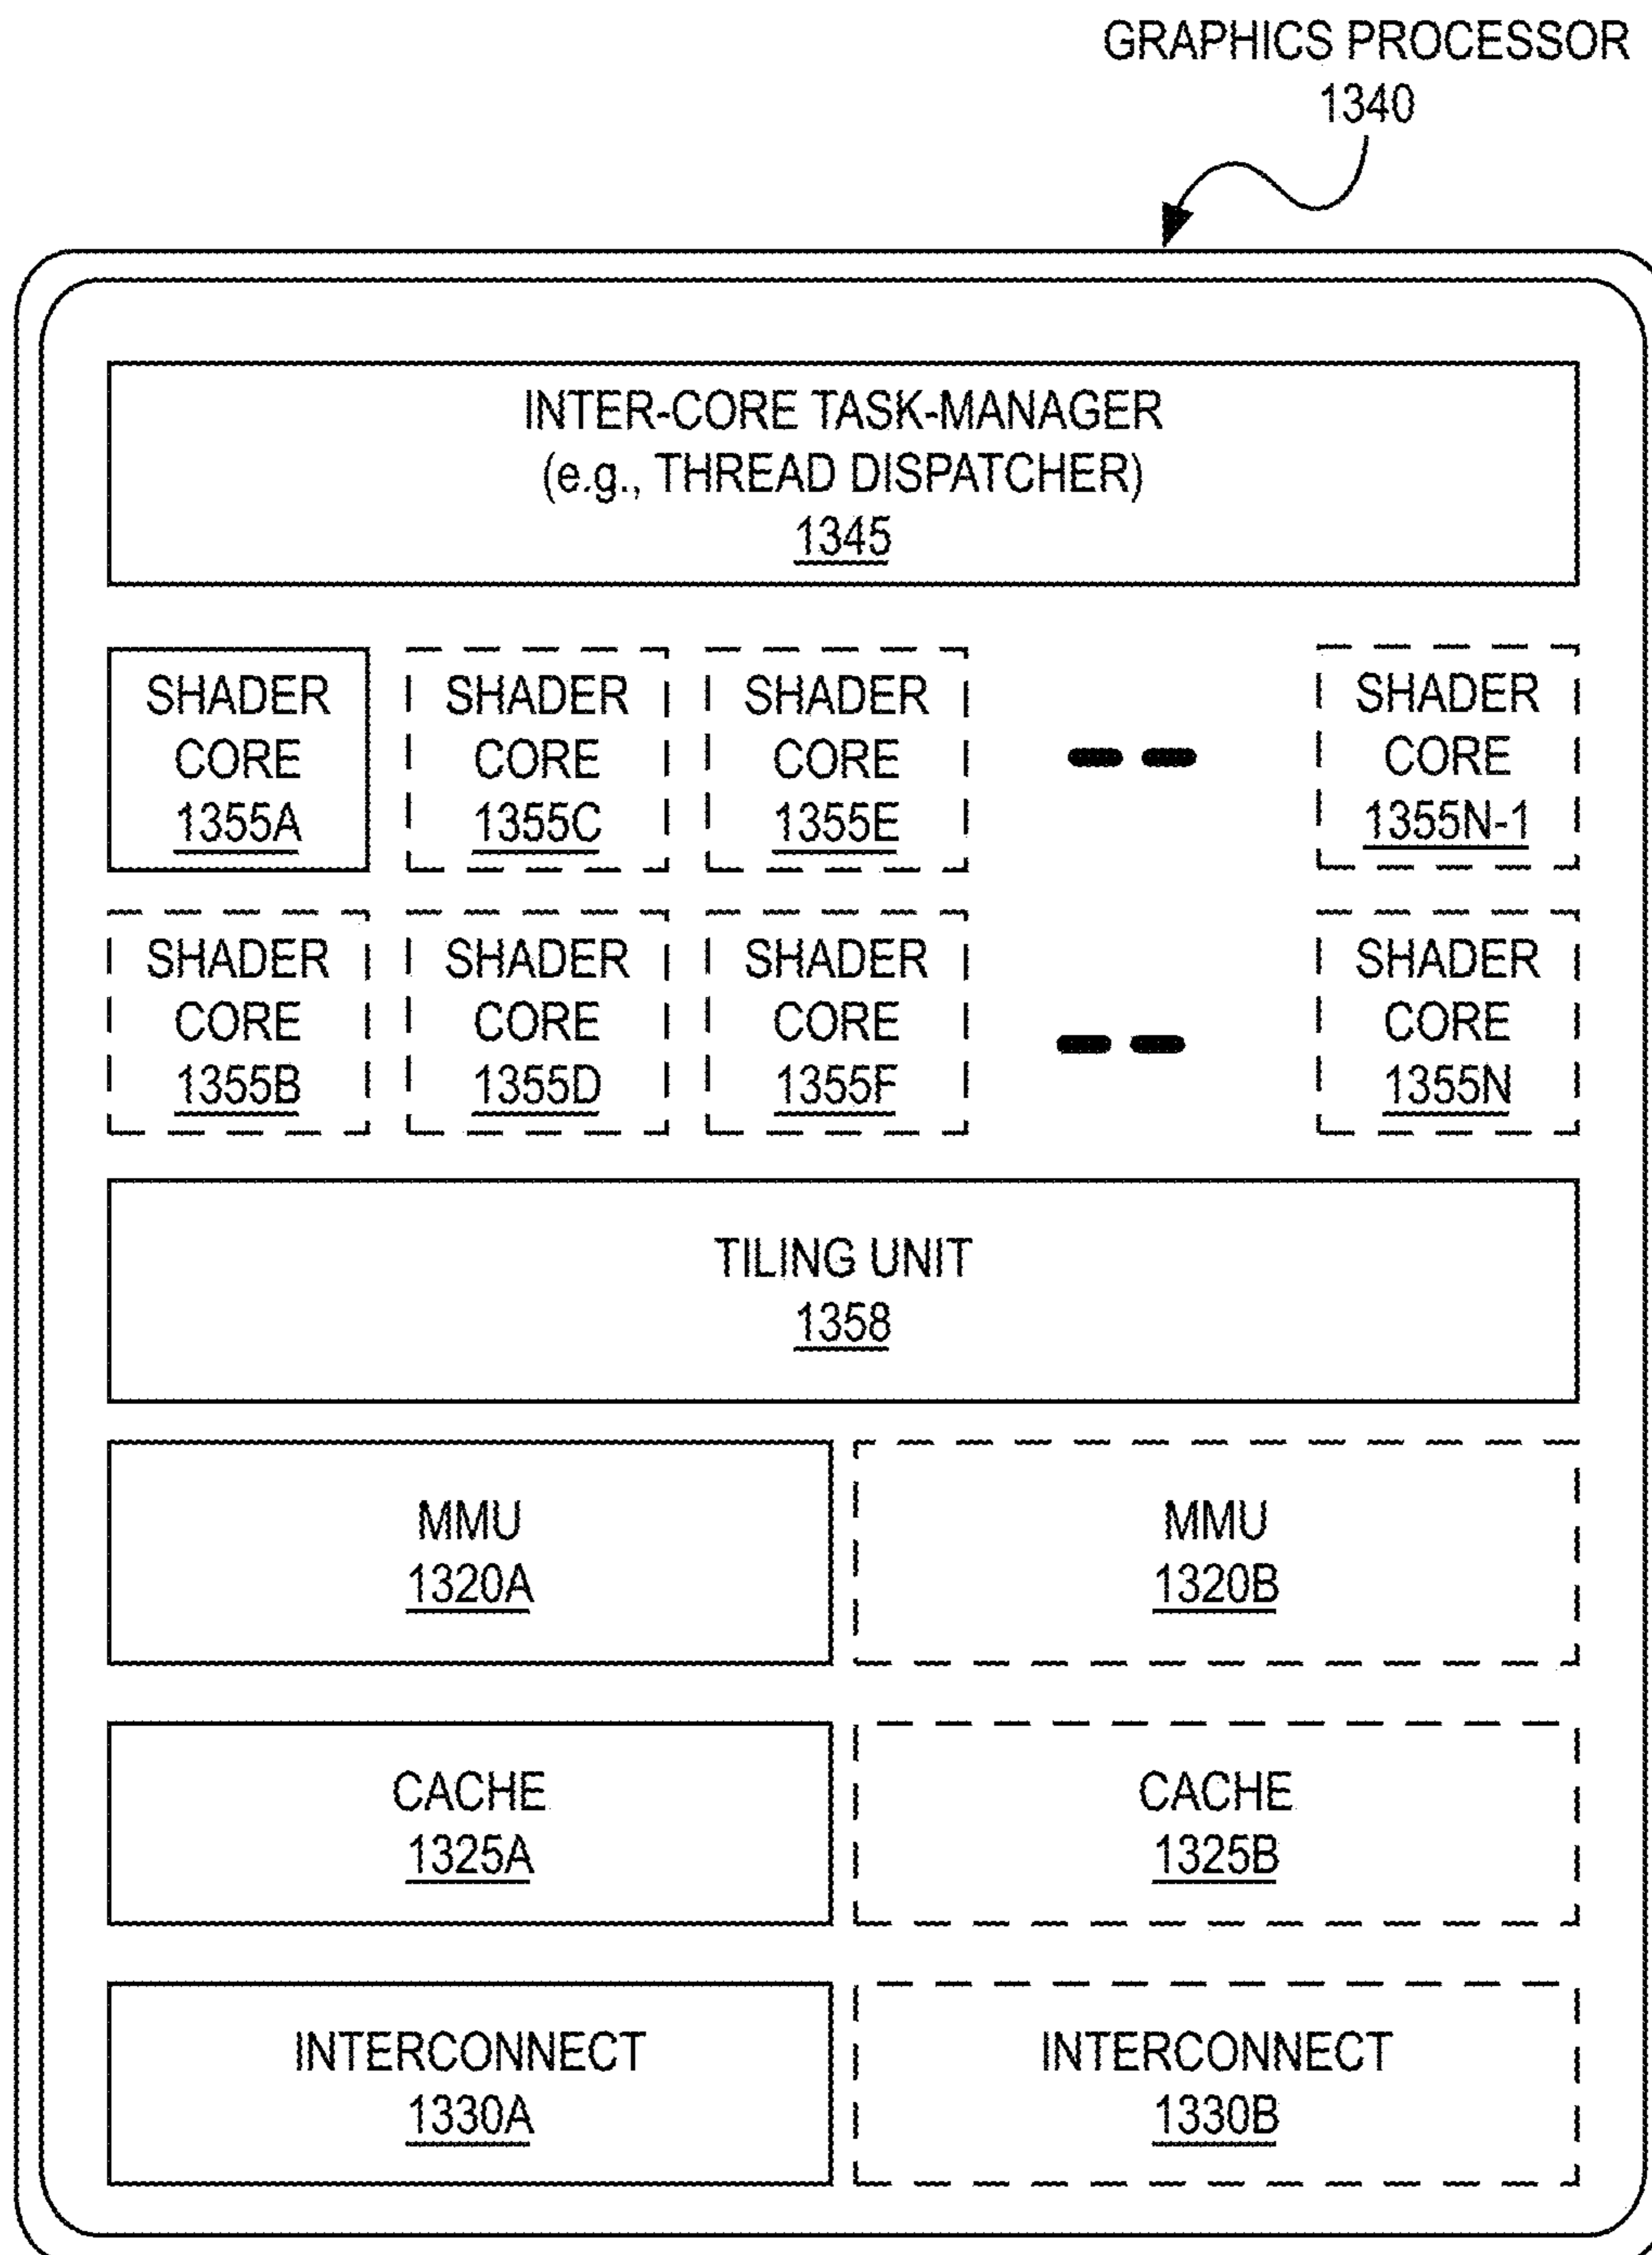 GRAPHICS PROCESSOR
1340
INTER-CORE TASK-MANAGER
(e.g., THREAD DISPATCHER)
1345
SHADER CORE 1355A
SHADER CORE 1355C
SHADER CORE 1355E
SHADER CORE 1355N-1
SHADER CORE 1355B
SHADER CORE 1355D
SHADER CORE 1355F
SHADER CORE 1355N
TILING UNIT
1358
MMU
1320A
MMU
1320B
CACHE
1325A
CACHE
1325B
INTERCONNECT
1330A
INTERCONNECT
1330B